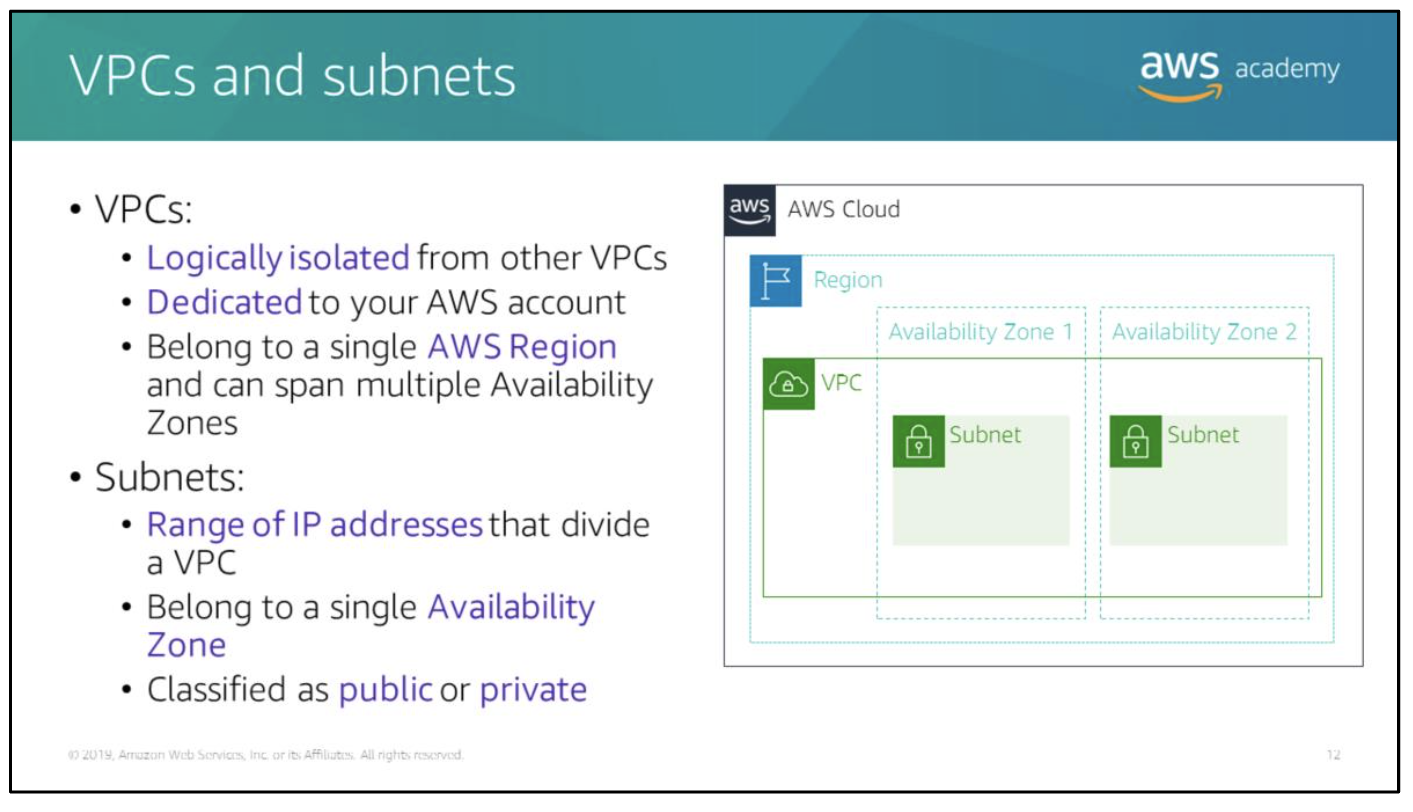 VPCs and subnets
aws academy
• VPCs:
• Logically isolated from other VPCs
• Dedicated to your AWS account
• Belong to a single AWS Region
and can span multiple Availability
Zones
• Subnets:
• Range of IP addresses that divide
a VPC
• Belong to a single Availability
Zone
• Classified as public or private
aws AWS Cloud
Region
Availability Zone 1
Availability Zone 2
VPC
Subnet
Subnet
© 2019, Amazon Web Services, Inc. or its Affiliates. All rights reserved.
12